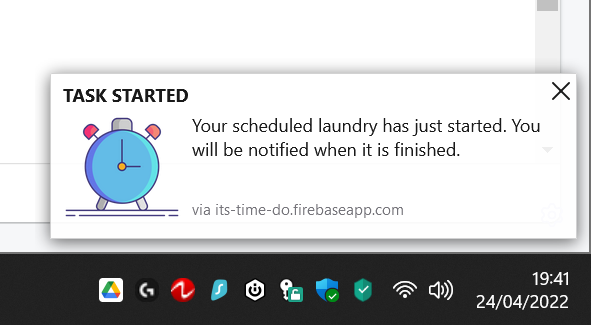 TASK STARTED
Your scheduled laundry has just started. You
will be notified when it is finished.
via its-time-do.firebaseapp.com
19:41
24/04/2022